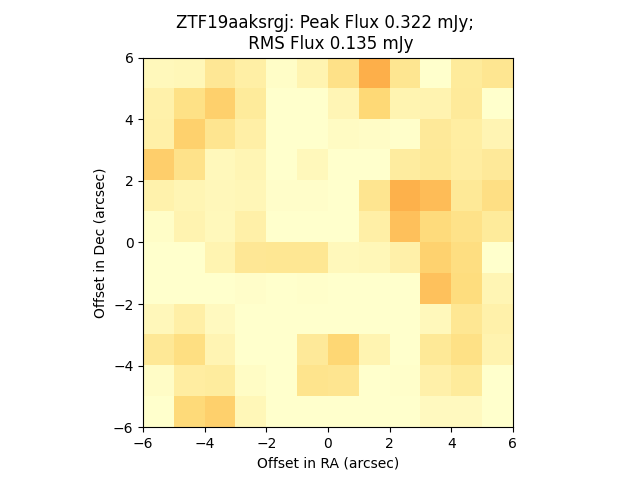 ZTF19aaksrgj: Peak Flux 0.322 mJy;
RMS Flux 0.135 mJy
6
4
2
0
−2
−4
−6
Offset in Dec (arcsec)
−6 −4 −2 0 2 4 6
Offset in RA (arcsec)